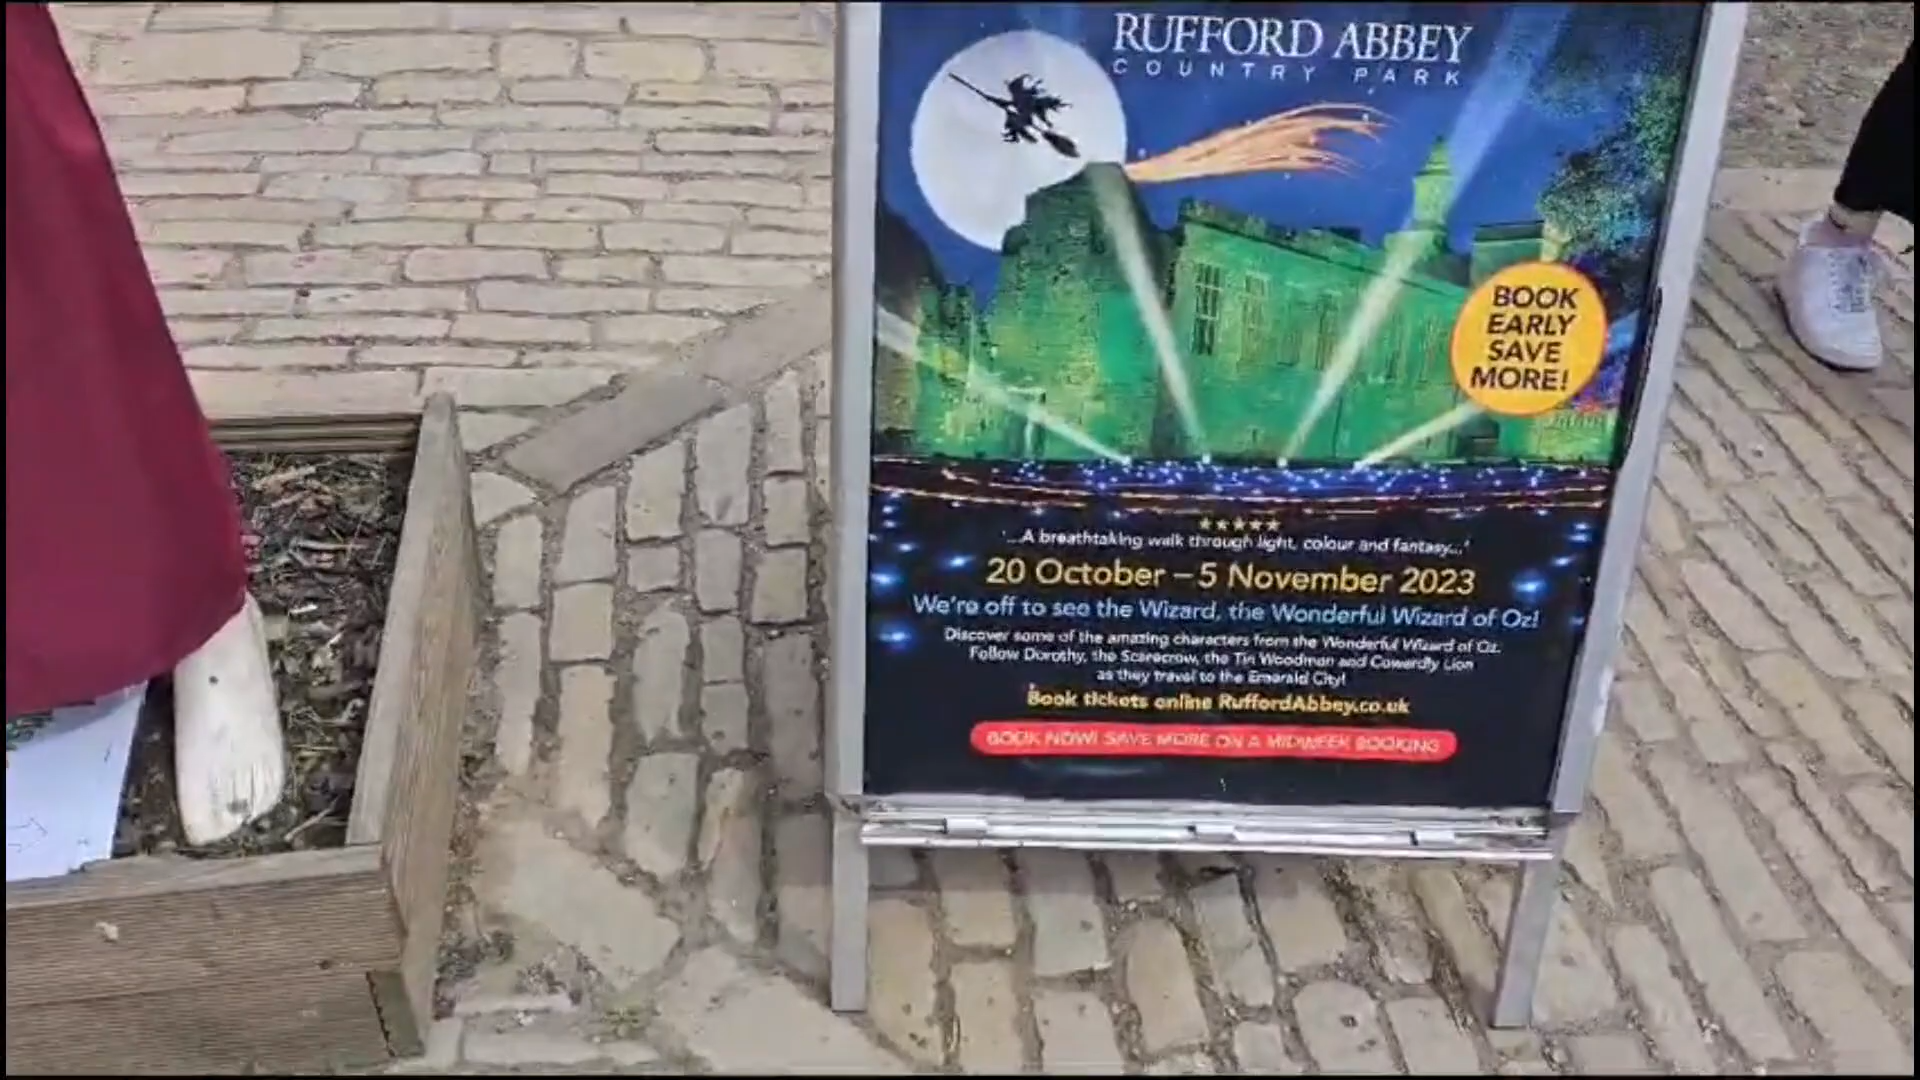 RUFFORD ABBEY
COUNTRY PARK
BOOK
EARLY
SAVE
MORE!
'...A breathtaking walk through light, colour and fantasy...'
20 October – 5 November 2023
We're off to see the Wizard, the Wonderful Wizard of Oz!
Discover some of the amazing characters from the Wonderful Wizard of Oz.
Follow Dorothy, the Scarecrow, the Tin Woodman and Cowardly Lion
as they travel to the Emerald City!
Book tickets online RuffordAbbey.co.uk
BOOK NOW! SAVE MORE ON A MIDWEEK BOOKING